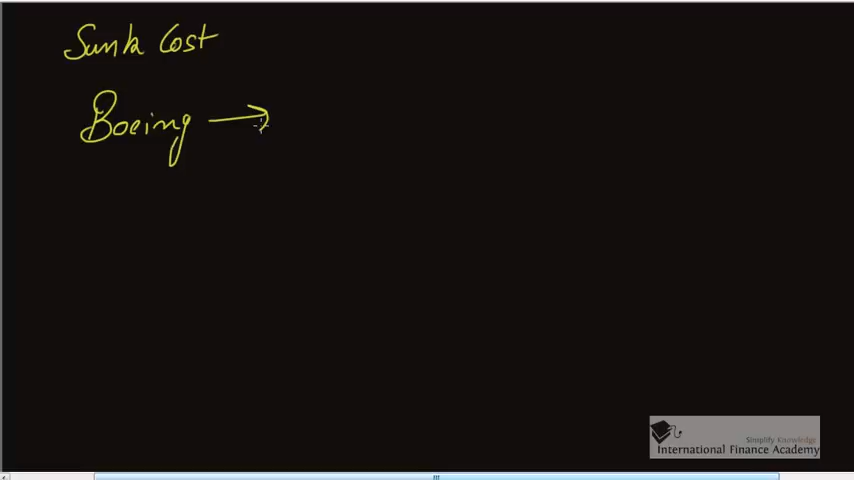 Sunk Cost
Boeing →
Simplify Knowledge
International Finance Academy